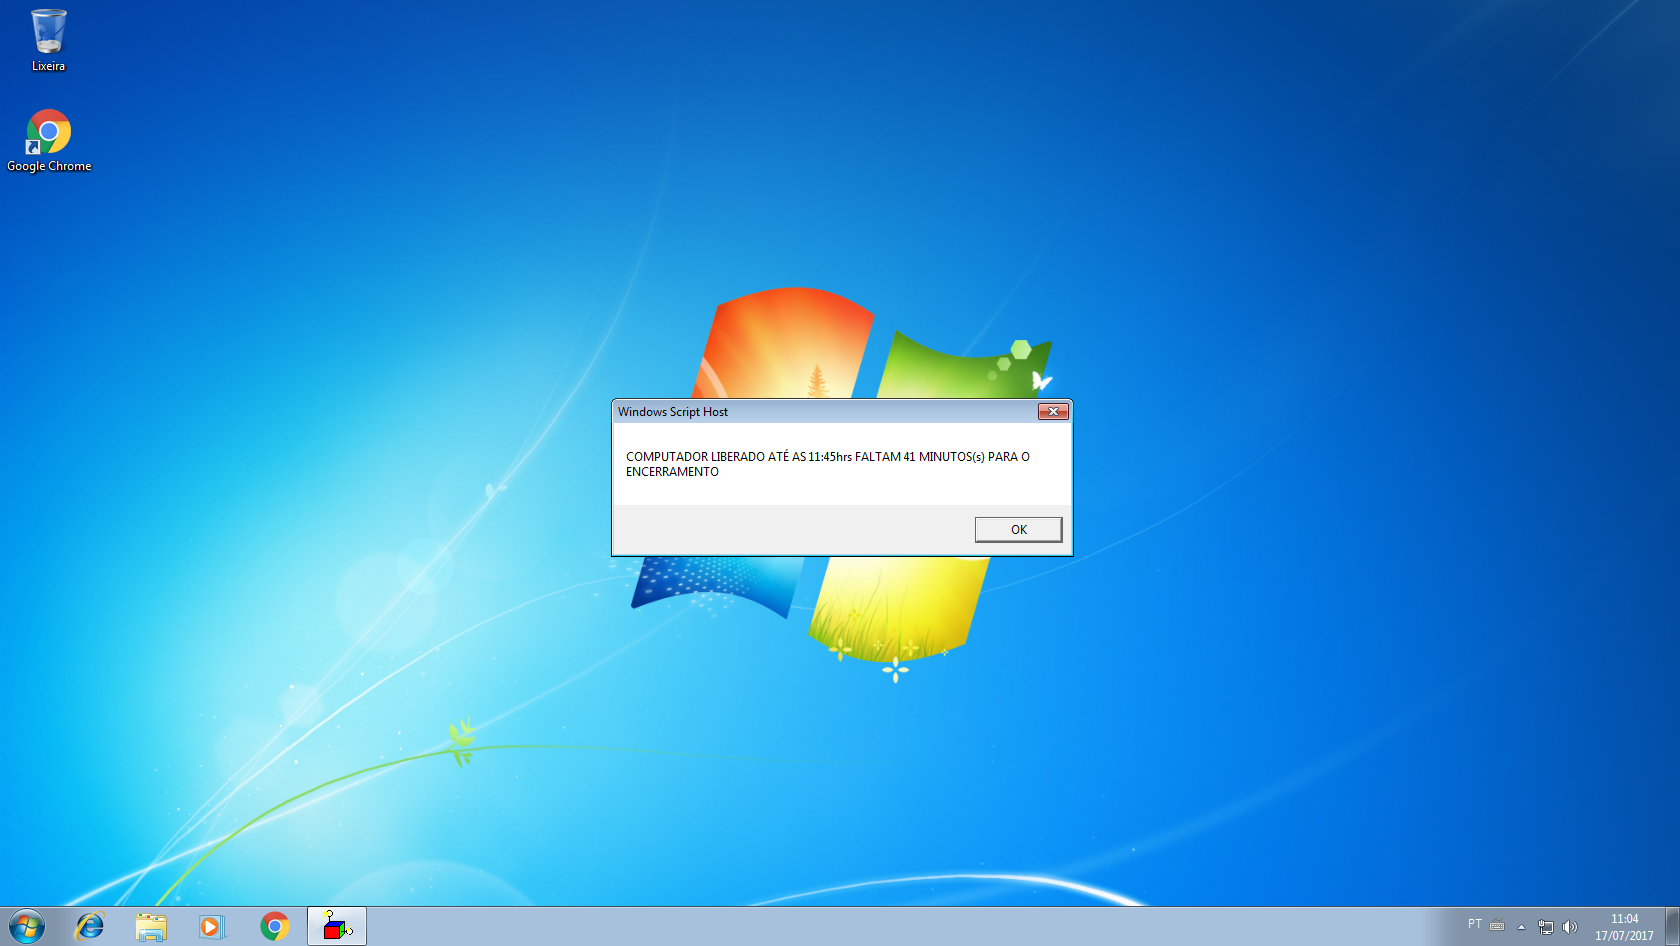 Lixeira
Google Chrome
Windows Script Host
COMPUTADOR LIBERADO ATÉ AS 11:45hrs FALTAM 41 MINUTOS(s) PARA O
ENCERRAMENTO
OK
PT
11:04
17/07/2017